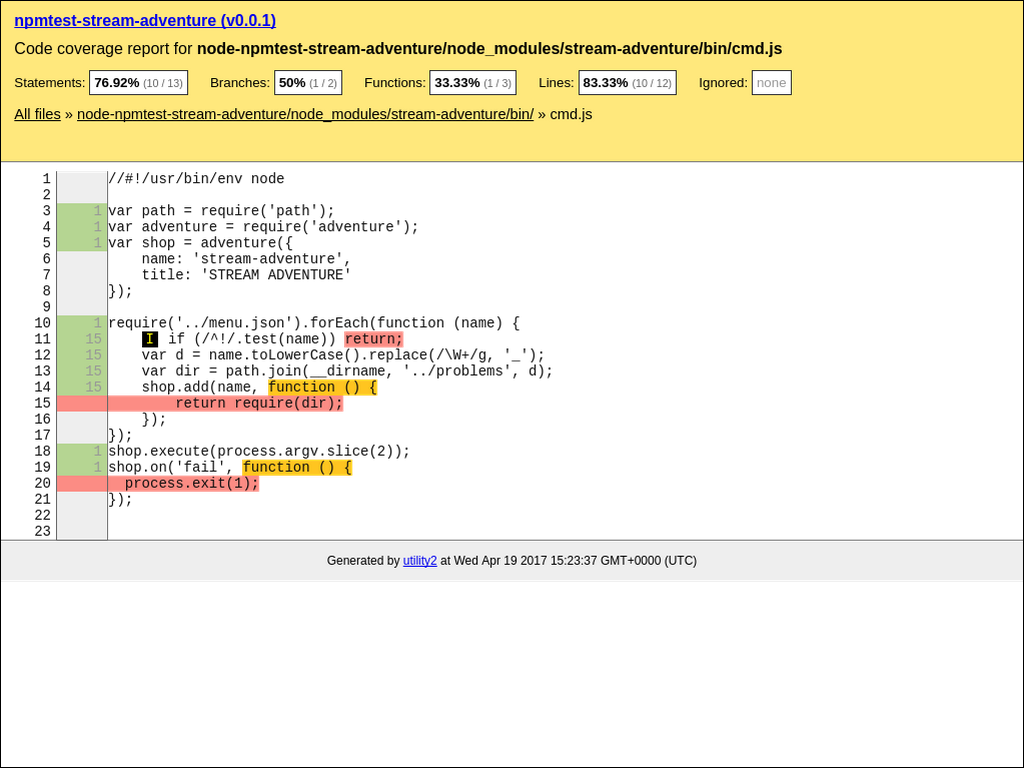 npmtest-stream-adventure (v0.0.1)
Code coverage report for node-npmtest-stream-adventure/node_modules/stream-adventure/bin/cmd.js
Statements: 76.92% (10 / 13) Branches: 50% (1 / 2) Functions: 33.33% (1 / 3) Lines: 83.33% (10 / 12) Ignored: none
All files » node-npmtest-stream-adventure/node_modules/stream-adventure/bin/ » cmd.js
1 //#!/usr/bin/env node
2
3 1 var path = require('path');
4 1 var adventure = require('adventure');
5 1 var shop = adventure({
6     name: 'stream-adventure',
7     title: 'STREAM ADVENTURE'
8 });
9
10 1 require('../menu.json').forEach(function (name) {
11 15     I if (/^!/.test(name)) return;
12 15     var d = name.toLowerCase().replace(/\W+/g, '_');
13 15     var dir = path.join(__dirname, '../problems', d);
14 15     shop.add(name, function () {
15         return require(dir);
16     });
17 });
18 1 shop.execute(process.argv.slice(2));
19 1 shop.on('fail', function () {
20   process.exit(1);
21 });
22
23
Generated by utility2 at Wed Apr 19 2017 15:23:37 GMT+0000 (UTC)